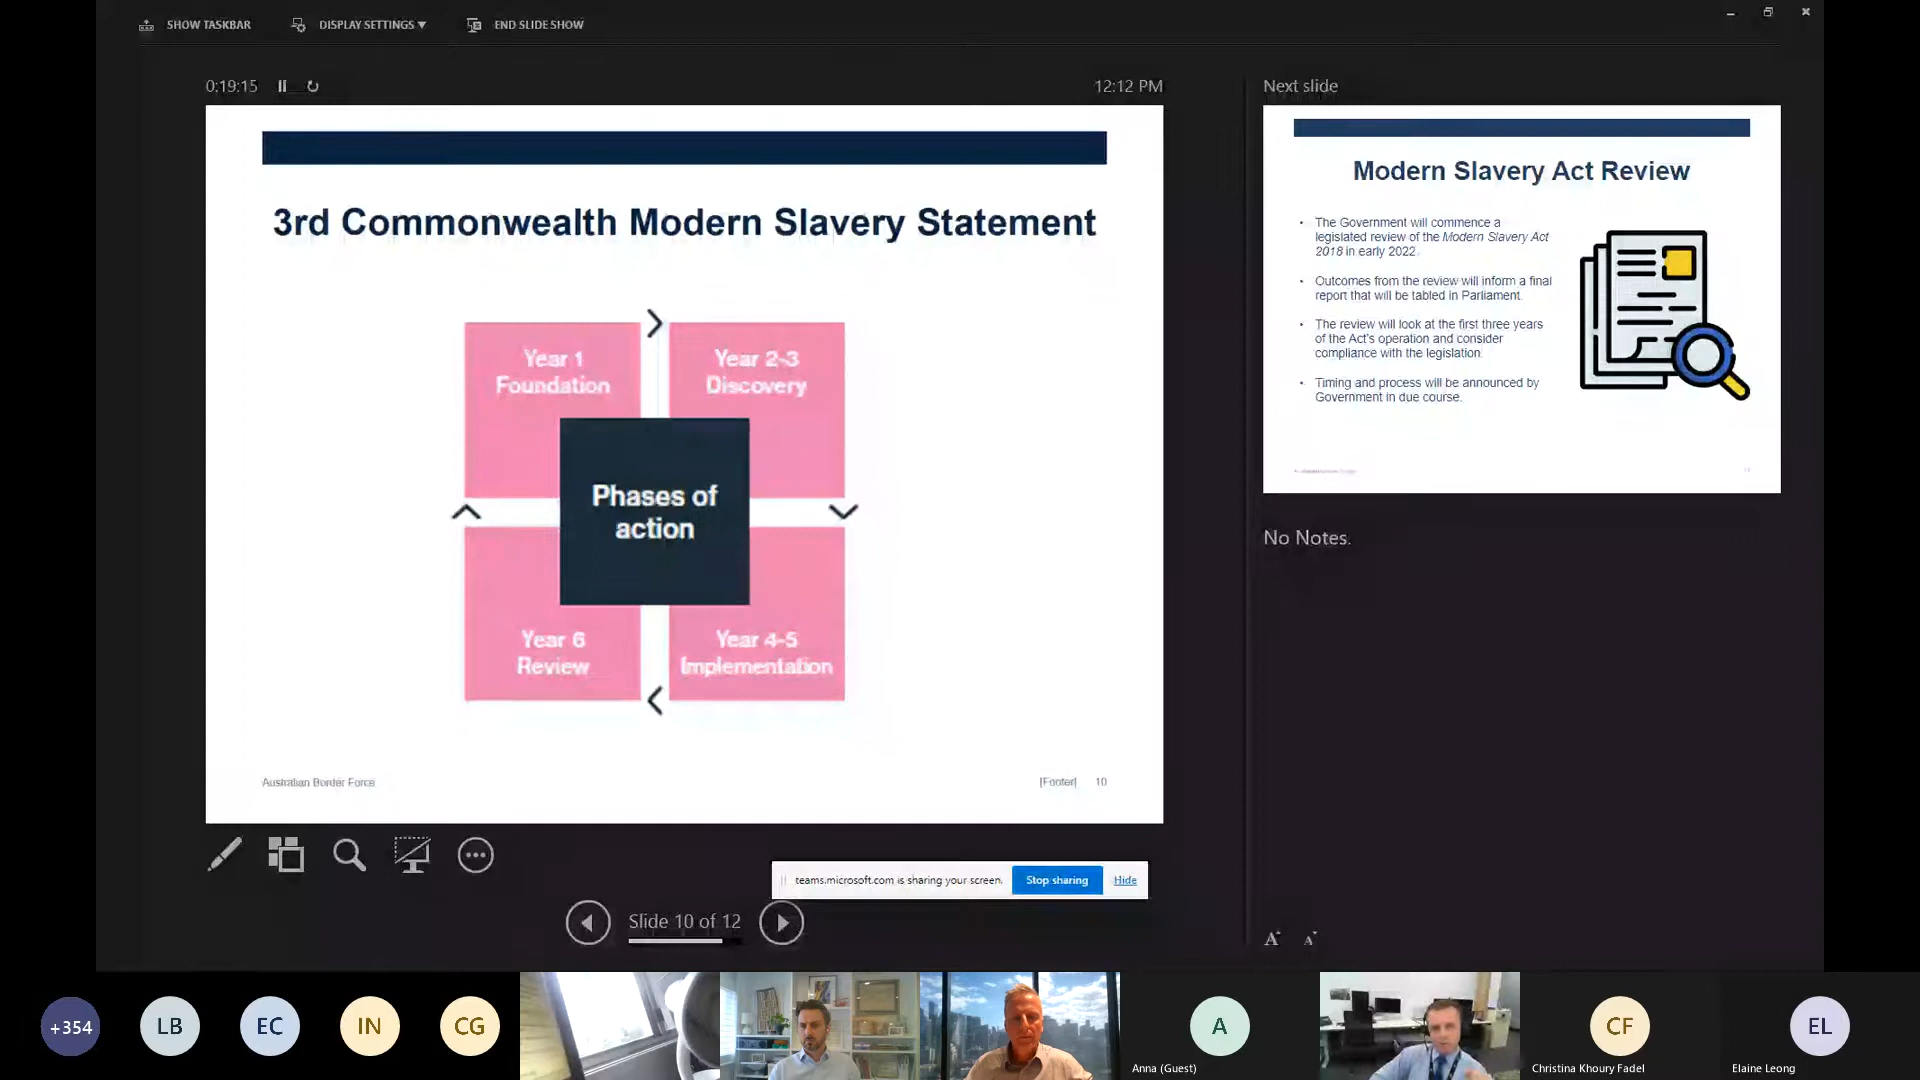 SHOW TASKBAR
DISPLAY SETTINGS
END SLIDE SHOW
0:19:15
12:12 PM
3rd Commonwealth Modern Slavery Statement
Year 1
Foundation
Year 2-3
Discovery
Phases of
action
Year 6
Review
Year 4-5
Implementation
Australian Border Force
[Footer]
10
Next slide
Modern Slavery Act Review
• The Government will commence a
legislated review of the Modern Slavery Act
2018 in early 2022.
• Outcomes from the review will inform a final
report that will be tabled in Parliament.
• The review will look at the first three years
of the Act's operation and consider
compliance with the legislation.
• Timing and process will be announced by
Government in due course.
No Notes.
teams.microsoft.com is sharing your screen.
Stop sharing
Hide
Slide 10 of 12
A
A
+354
LB
EC
IN
CG
A
Anna (Guest)
CF
Christina Khoury Fadel
EL
Elaine Leong